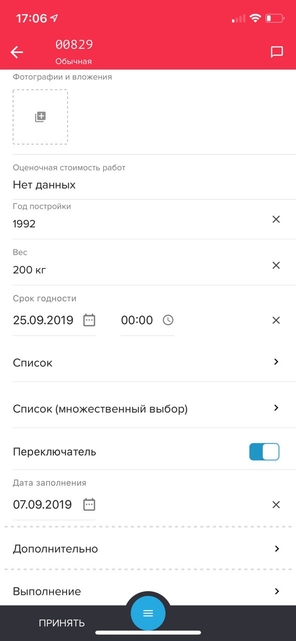 17:06
00829
Обычная
Фотографии и вложения
Оценочная стоимость работ
Нет данных
Год постройки
1992
Вес
200 кг
Срок годности
25.09.2019 00:00
Список
Список (множественный выбор)
Переключатель
Дата заполнения
07.09.2019
Дополнительно
Выполнение
ПРИНЯТЬ